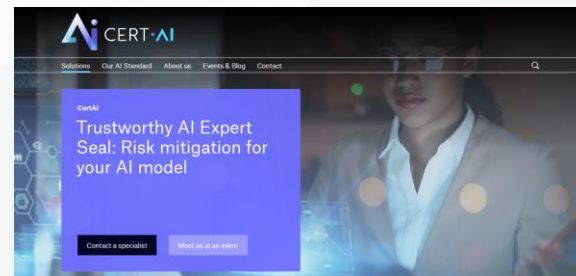 Ai CERT·AI
Solutions Our AI Standard About us Events & Blog Contact
CertAI
Trustworthy AI Expert
Seal: Risk mitigation for
your AI model
Contact a specialist Meet us at an event